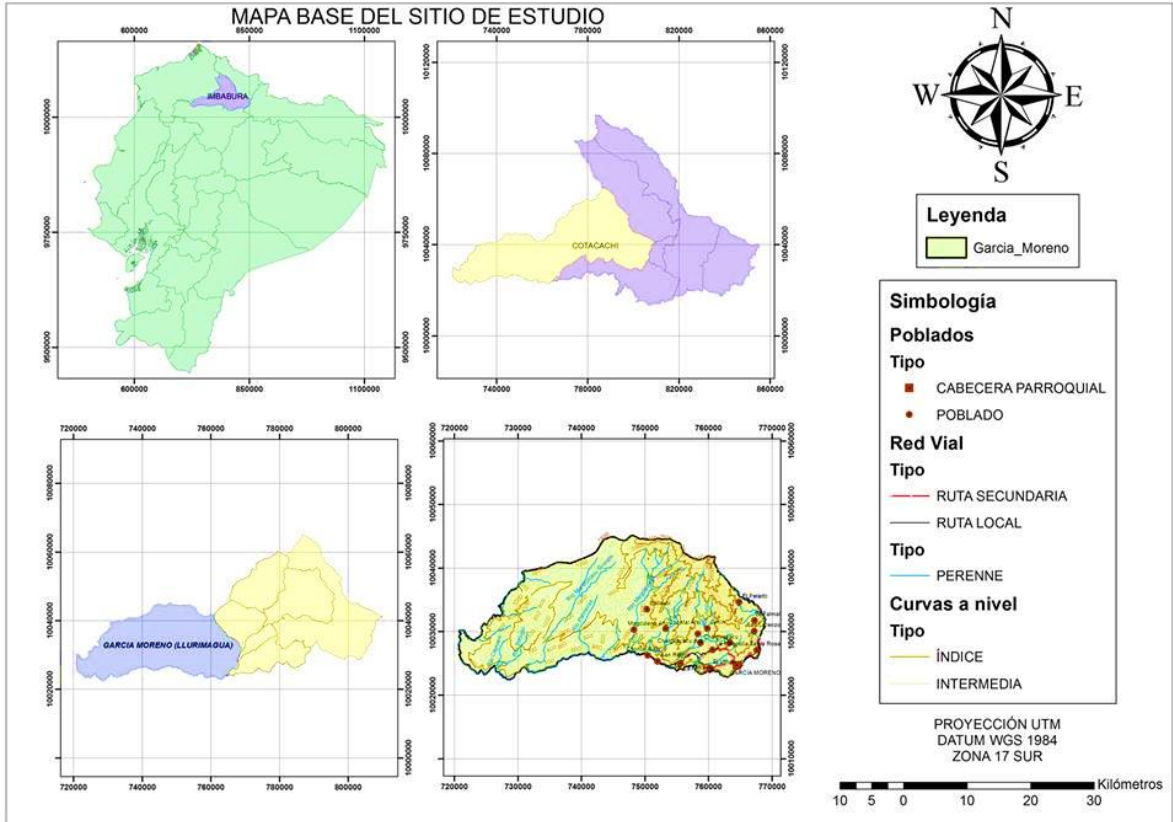 MAPA BASE DEL SITIO DE ESTUDIO
600000 850000 1100000
10000000 9750000 9500000
10000000 9750000 9500000
IMBABURA
600000 850000 1100000
740000 780000 820000 860000
10120000 10080000 10040000 10000000
COTACACHI
740000 780000 820000 860000
N
W E
S
Leyenda
Garcia_Moreno
Simbología
Poblados
Tipo
CABECERA PARROQUIAL
POBLADO
Red Vial
Tipo
RUTA SECUNDARIA
RUTA LOCAL
Tipo
PERENNE
Curvas a nivel
Tipo
ÍNDICE
INTERMEDIA
PROYECCIÓN UTM
DATUM WGS 1984
ZONA 17 SUR
Kilómetros
10 5 0 10 20 30
720000 740000 760000 780000 800000
10080000 10060000 10040000 10020000 10000000
GARCIA MORENO (LLURIMAGUA)
720000 740000 760000 780000 800000
720000 730000 740000 750000 760000 770000
10060000 10050000 10040000 10030000 10020000 10010000
El Pelado
GARCIA MORENO
720000 730000 740000 750000 760000 770000